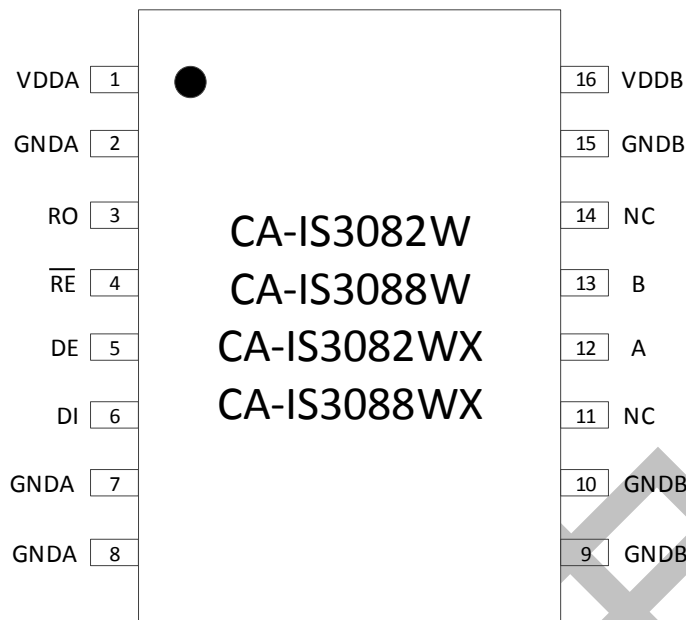 VDDA 1 16 VDDB
GNDA 2 15 GNDB
RO 3 14 NC
R̅E̅ 4 13 B
DE 5 12 A
DI 6 11 NC
GNDA 7 10 GNDB
GNDA 8 9 GNDB
CA-IS3082W
CA-IS3088W
CA-IS3082WX
CA-IS3088WX